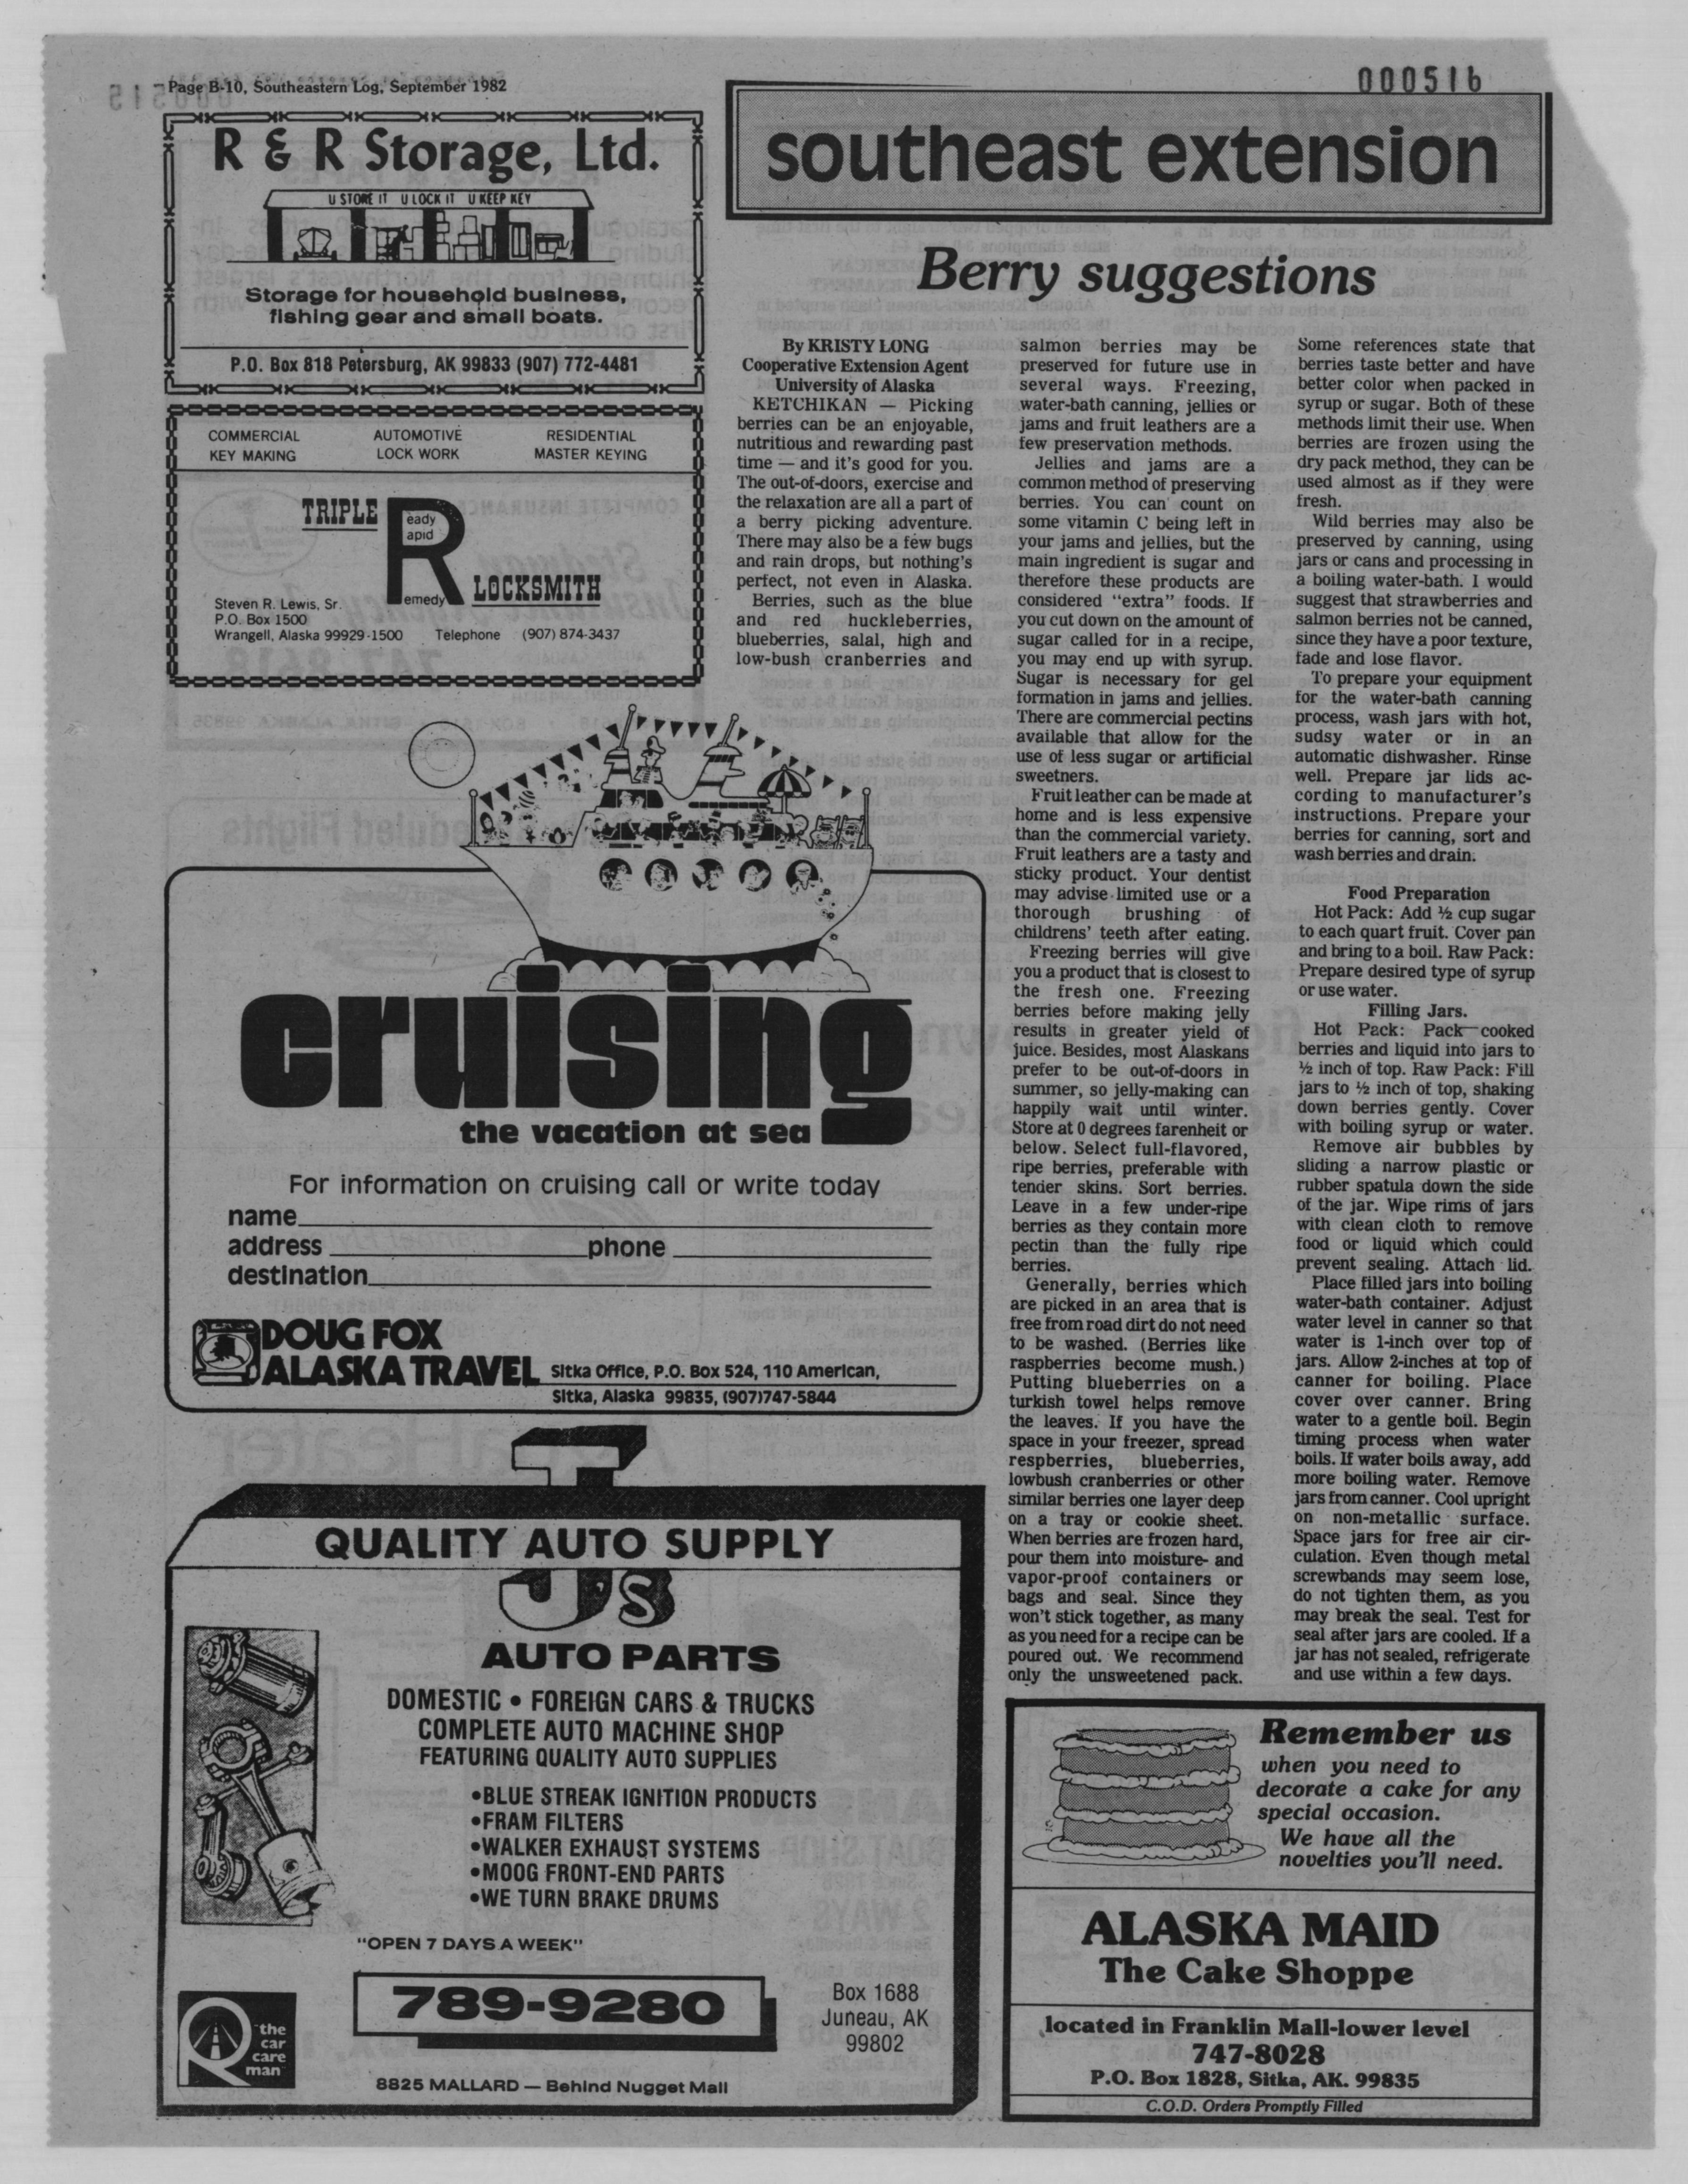 Page B-10, Southeastern Log, September 1982
000516
R & R Storage, Ltd.
U STORE IT U LOCK IT U KEEP KEY
Storage for household business,
fishing gear and small boats.
P.O. Box 818 Petersburg, AK 99833 (907) 772-4481
COMMERCIAL
KEY MAKING
AUTOMOTIVE
LOCK WORK
RESIDENTIAL
MASTER KEYING
TRIPLE
R
eady
apid
emedy
LOCKSMITH
Steven R. Lewis, Sr.
P.O. Box 1500
Wrangell, Alaska 99929-1500 Telephone (907) 874-3437
cruising
the vacation at sea
For information on cruising call or write today
name
address phone
destination
DOUG FOX
ALASKA TRAVEL
Sitka Office, P.O. Box 524, 110 American,
Sitka, Alaska 99835, (907)747-5844
QUALITY AUTO SUPPLY
J's
AUTO PARTS
DOMESTIC • FOREIGN CARS & TRUCKS
COMPLETE AUTO MACHINE SHOP
FEATURING QUALITY AUTO SUPPLIES
•BLUE STREAK IGNITION PRODUCTS
•FRAM FILTERS
•WALKER EXHAUST SYSTEMS
•MOOG FRONT-END PARTS
•WE TURN BRAKE DRUMS
"OPEN 7 DAYS A WEEK"
789-9280
Box 1688
Juneau, AK
99802
the
car
care
man
8825 MALLARD — Behind Nugget Mall
southeast extension
Berry suggestions
By KRISTY LONG
Cooperative Extension Agent
University of Alaska
KETCHIKAN — Picking
berries can be an enjoyable,
nutritious and rewarding past
time — and it's good for you.
The out-of-doors, exercise and
the relaxation are all a part of
a berry picking adventure.
There may also be a few bugs
and rain drops, but nothing's
perfect, not even in Alaska.
Berries, such as the blue
and red huckleberries,
blueberries, salal, high and
low-bush cranberries and
salmon berries may be
preserved for future use in
several ways. Freezing,
water-bath canning, jellies or
jams and fruit leathers are a
few preservation methods.
Jellies and jams are a
common method of preserving
berries. You can count on
some vitamin C being left in
your jams and jellies, but the
main ingredient is sugar and
therefore these products are
considered "extra" foods. If
you cut down on the amount of
sugar called for in a recipe,
you may end up with syrup.
Sugar is necessary for gel
formation in jams and jellies.
There are commercial pectins
available that allow for the
use of less sugar or artificial
sweetners.
Fruit leather can be made at
home and is less expensive
than the commercial variety.
Fruit leathers are a tasty and
sticky product. Your dentist
may advise limited use or a
thorough brushing of
childrens' teeth after eating.
Freezing berries will give
you a product that is closest to
the fresh one. Freezing
berries before making jelly
results in greater yield of
juice. Besides, most Alaskans
prefer to be out-of-doors in
summer, so jelly-making can
happily wait until winter.
Store at 0 degrees farenheit or
below. Select full-flavored,
ripe berries, preferable with
tender skins. Sort berries.
Leave in a few under-ripe
berries as they contain more
pectin than the fully ripe
berries.
Generally, berries which
are picked in an area that is
free from road dirt do not need
to be washed. (Berries like
raspberries become mush.)
Putting blueberries on a
turkish towel helps remove
the leaves. If you have the
space in your freezer, spread
respberries, blueberries,
lowbush cranberries or other
similar berries one layer deep
on a tray or cookie sheet.
When berries are frozen hard,
pour them into moisture- and
vapor-proof containers or
bags and seal. Since they
won't stick together, as many
as you need for a recipe can be
poured out. We recommend
only the unsweetened pack.
Some references state that
berries taste better and have
better color when packed in
syrup or sugar. Both of these
methods limit their use. When
berries are frozen using the
dry pack method, they can be
used almost as if they were
fresh.
Wild berries may also be
preserved by canning, using
jars or cans and processing in
a boiling water-bath. I would
suggest that strawberries and
salmon berries not be canned,
since they have a poor texture,
fade and lose flavor.
To prepare your equipment
for the water-bath canning
process, wash jars with hot,
sudsy water or in an
automatic dishwasher. Rinse
well. Prepare jar lids ac-
cording to manufacturer's
instructions. Prepare your
berries for canning, sort and
wash berries and drain.
Food Preparation
Hot Pack: Add ½ cup sugar
to each quart fruit. Cover pan
and bring to a boil. Raw Pack:
Prepare desired type of syrup
or use water.
Filling Jars.
Hot Pack: Pack cooked
berries and liquid into jars to
½ inch of top. Raw Pack: Fill
jars to ½ inch of top, shaking
down berries gently. Cover
with boiling syrup or water.
Remove air bubbles by
sliding a narrow plastic or
rubber spatula down the side
of the jar. Wipe rims of jars
with clean cloth to remove
food or liquid which could
prevent sealing. Attach lid.
Place filled jars into boiling
water-bath container. Adjust
water level in canner so that
water is 1-inch over top of
jars. Allow 2-inches at top of
canner for boiling. Place
cover over canner. Bring
water to a gentle boil. Begin
timing process when water
boils. If water boils away, add
more boiling water. Remove
jars from canner. Cool upright
on non-metallic surface.
Space jars for free air cir-
culation. Even though metal
screwbands may seem lose,
do not tighten them, as you
may break the seal. Test for
seal after jars are cooled. If a
jar has not sealed, refrigerate
and use within a few days.
Remember us
when you need to
decorate a cake for any
special occasion.
We have all the
novelties you'll need.
ALASKA MAID
The Cake Shoppe
located in Franklin Mall-lower level
747-8028
P.O. Box 1828, Sitka, AK. 99835
C.O.D. Orders Promptly Filled